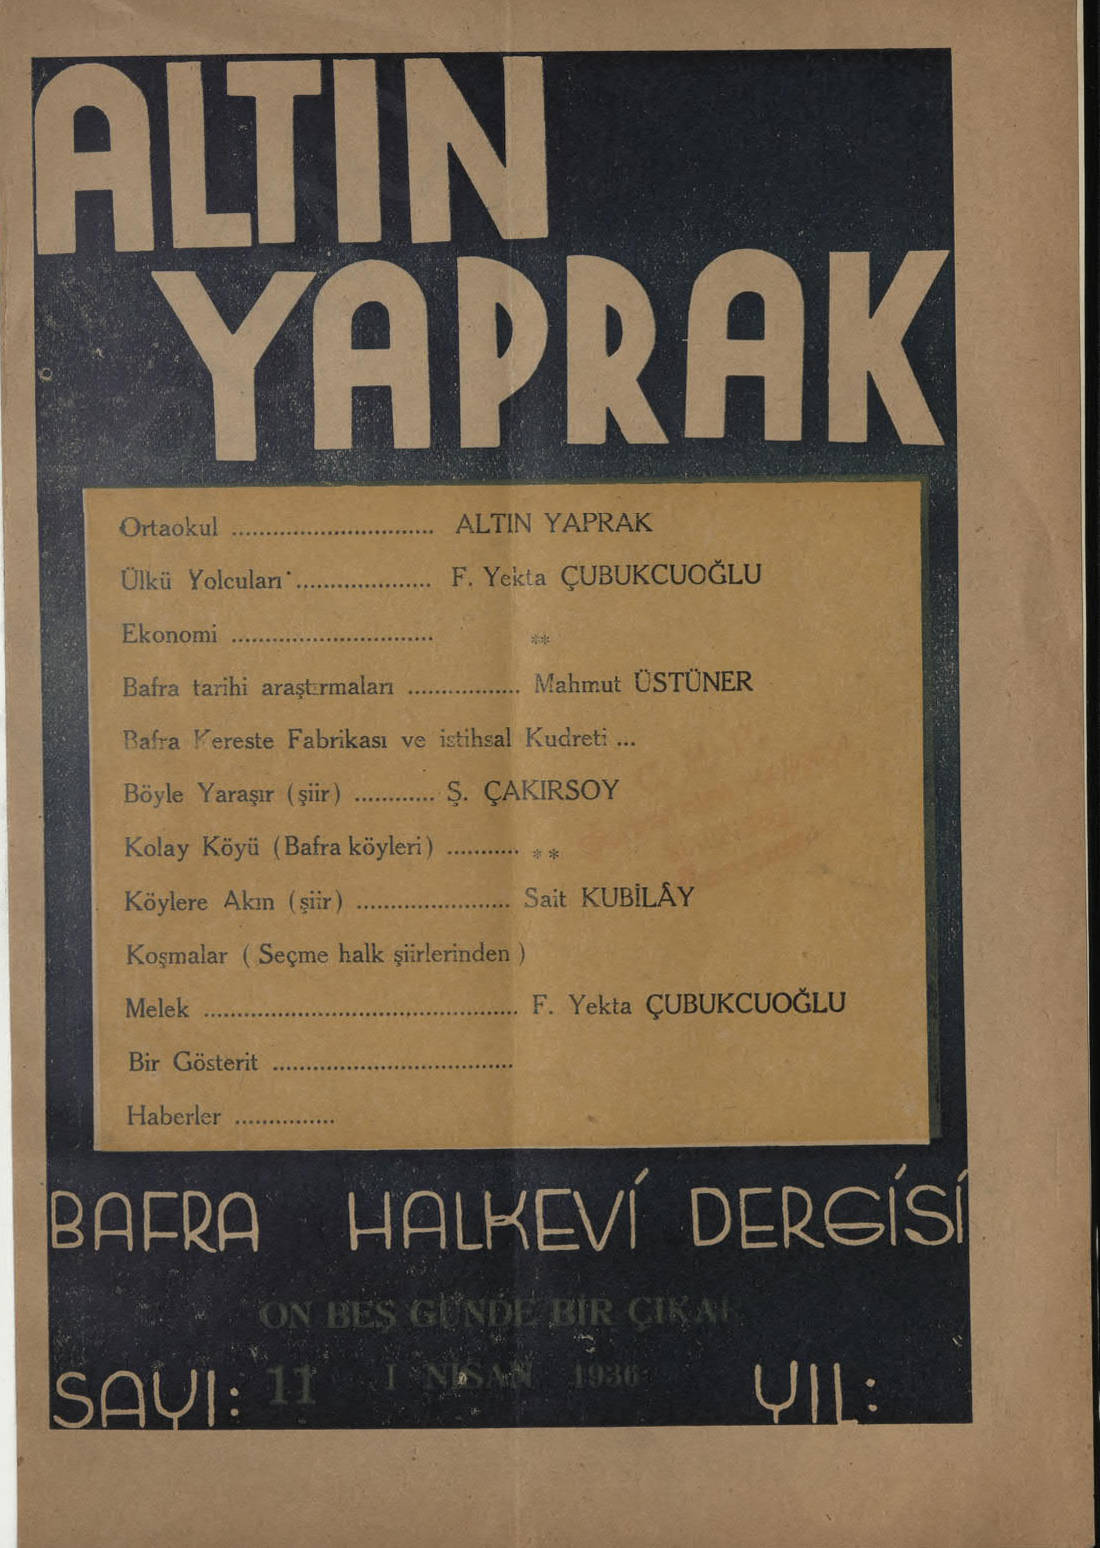 ALTIN
YAPRAK
Ortaokul .............................. ALTIN YAPRAK
Ülkü Yolcuları .................... F. Yekta ÇUBUKCUOĞLU
Ekonomi .............................. **
Bafra tarihi araştırmaları ................. Mahmut ÜSTÜNER
Bafra Kereste Fabrikası ve istihsal Kudreti ...
Böyle Yaraşır (şiir) ............ Ş. ÇAKIRSOY
Kolay Köyü (Bafra köyleri) ........... **
Köylere Akın (şiir) ....................... Sait KUBİLÂY
Koşmalar ( Seçme halk şiirlerinden )
Melek ............................................... F. Yekta ÇUBUKCUOĞLU
Bir Gösterit ....................................
Haberler ...............
BAFRA HALKEVİ DERGİSİ
ON BEŞ GÜNDE BİR ÇIKAR
SAYI: 11 1 NİSAN 1936 YIL: